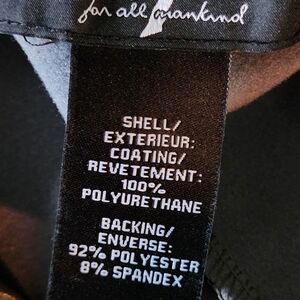 for all mankind
SHELL/
EXTERIEUR:
COATING/
REVETEMENT:
100%
POLYURETHANE
BACKING/
ENVERSE:
92% POLYESTER
8% SPANDEX